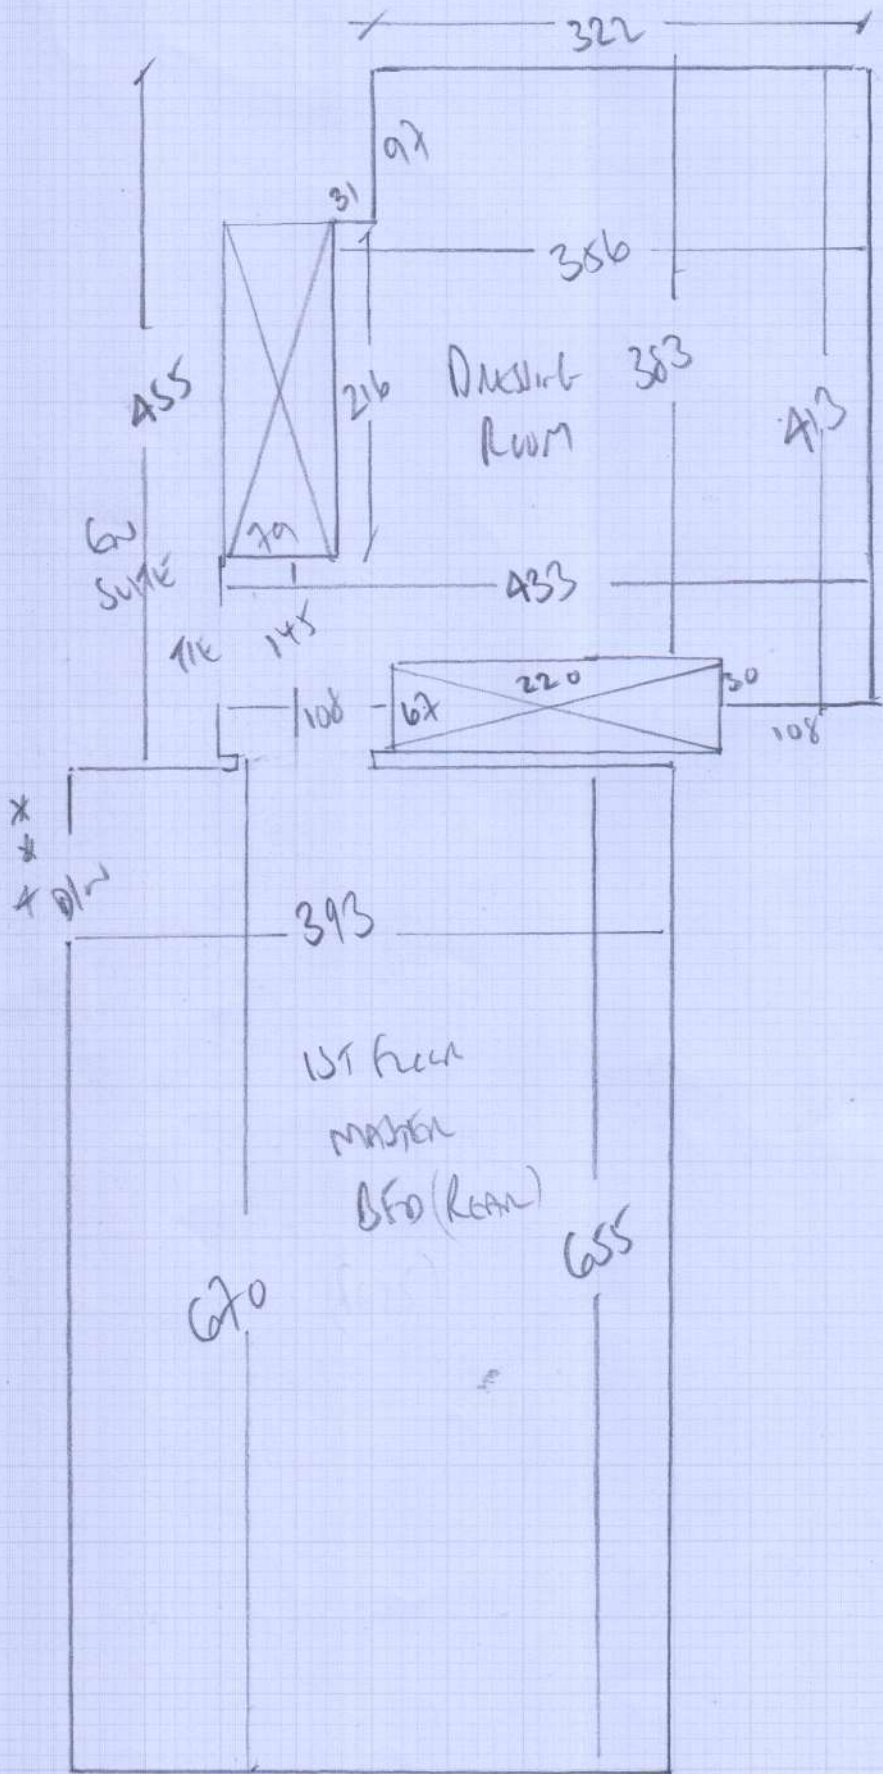 322
97
31
356
455
216
DRESSING
ROOM
383
413
EN
SUITE
79
433
TILE
145
220
30
108
67
108
* * *
D/W
393
1ST FLOOR
MASTER
BED (REAR)
655
670